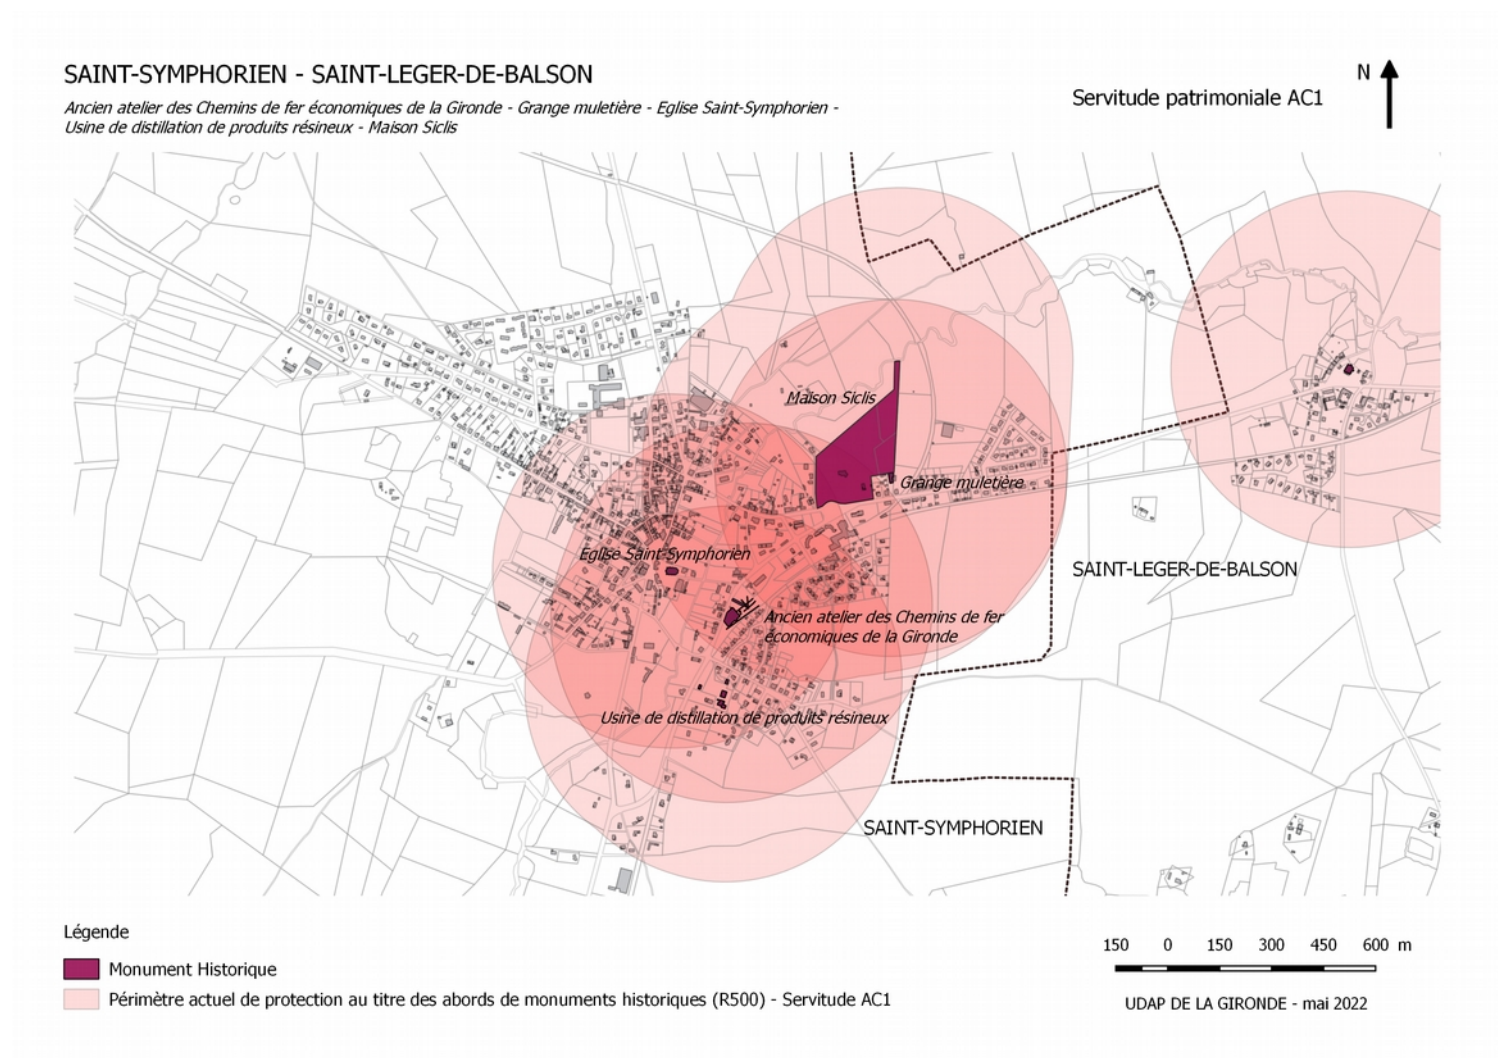 SAINT-SYMPHORIEN - SAINT-LEGER-DE-BALSON
Ancien atelier des Chemins de fer économiques de la Gironde - Grange muletière - Eglise Saint-Symphorien -
Usine de distillation de produits résineux - Maison Siclis
Servitude patrimoniale AC1
N
Maison Siclis
Grange muletière
Eglise Saint-Symphorien
SAINT-LEGER-DE-BALSON
Ancien atelier des Chemins de fer
économiques de la Gironde
Usine de distillation de produits résineux
SAINT-SYMPHORIEN
Légende
Monument Historique
Périmètre actuel de protection au titre des abords de monuments historiques (R500) - Servitude AC1
150 0 150 300 450 600 m
UDAP DE LA GIRONDE - mai 2022